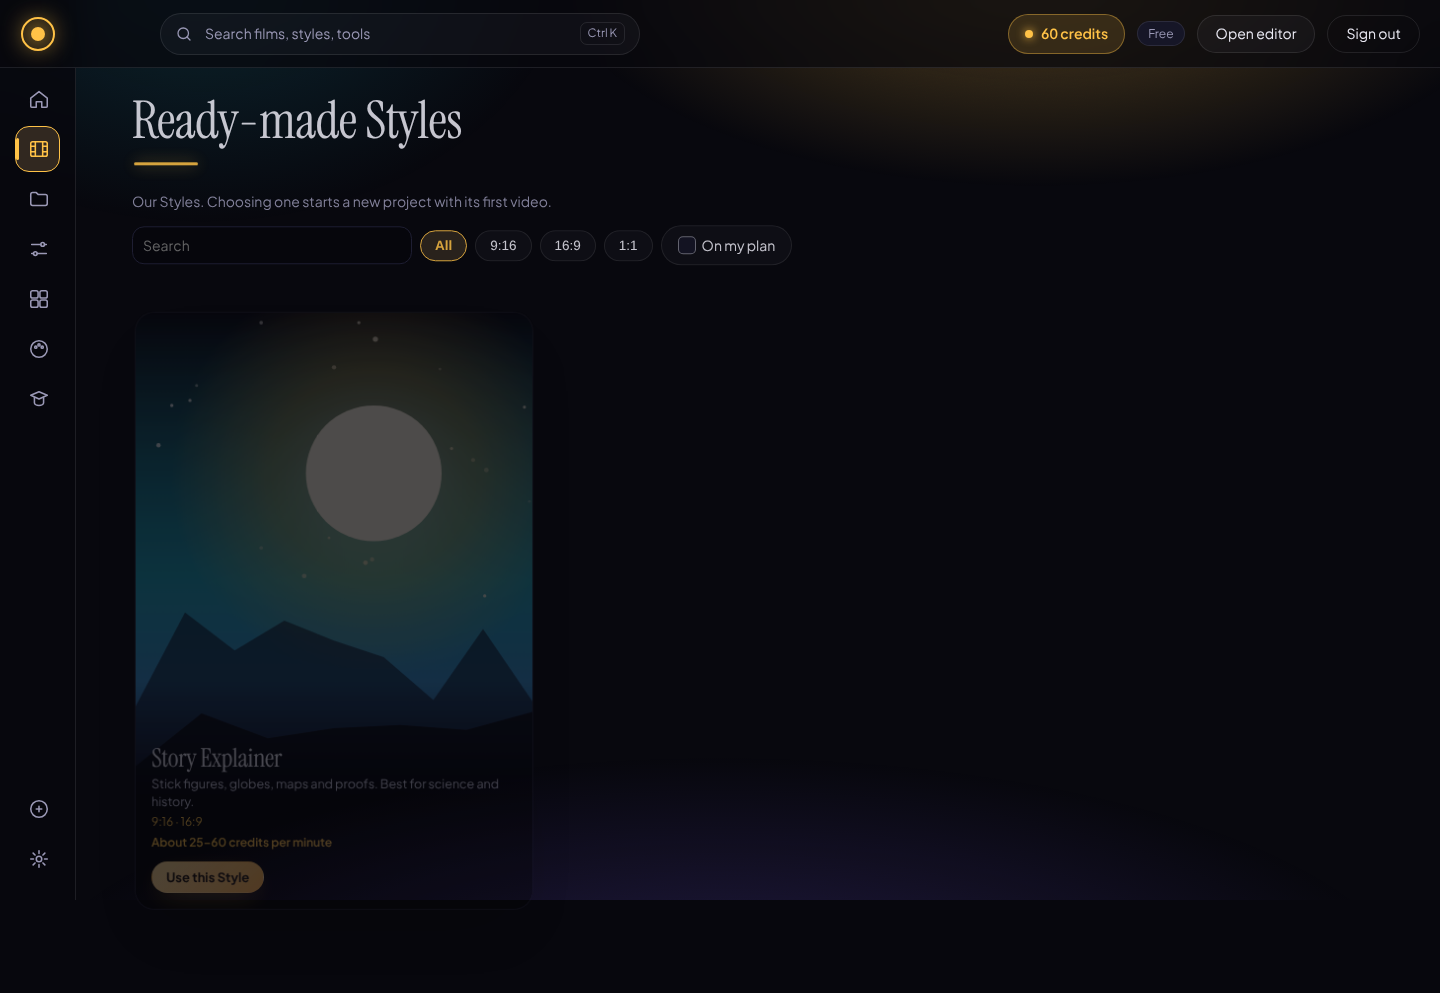 Search films, styles, tools
Ctrl K
60 credits
Free
Open editor
Sign out
Ready-made Styles
Our Styles. Choosing one starts a new project with its first video.
Search
All
9:16
16:9
1:1
On my plan
Story Explainer
Stick figures, globes, maps and proofs. Best for science and
history.
9:16 · 16:9
About 25–60 credits per minute
Use this Style